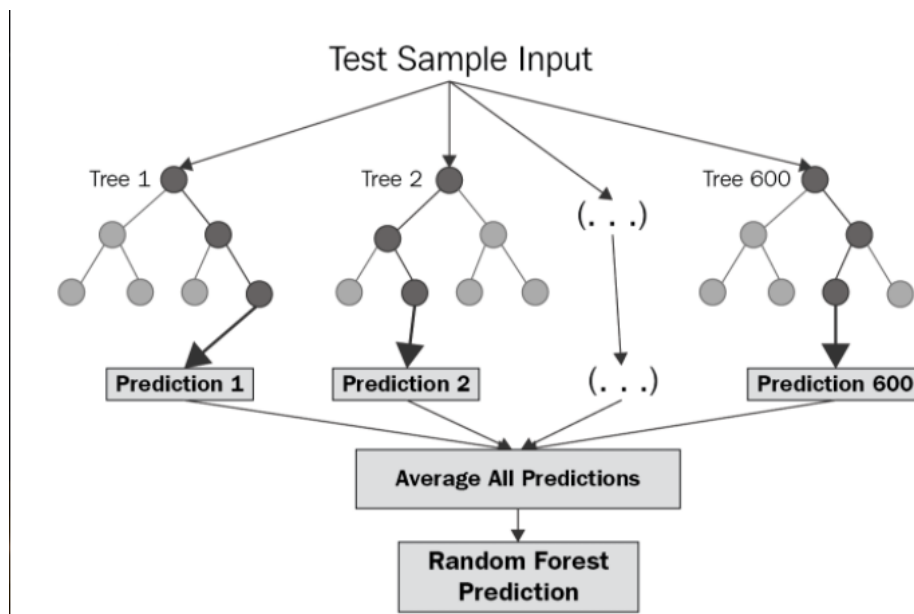 Test Sample Input
Tree 1
Tree 2
Tree 600
(. . .)
(. . .)
Prediction 1
Prediction 2
Prediction 600
Average All Predictions
Random Forest
Prediction